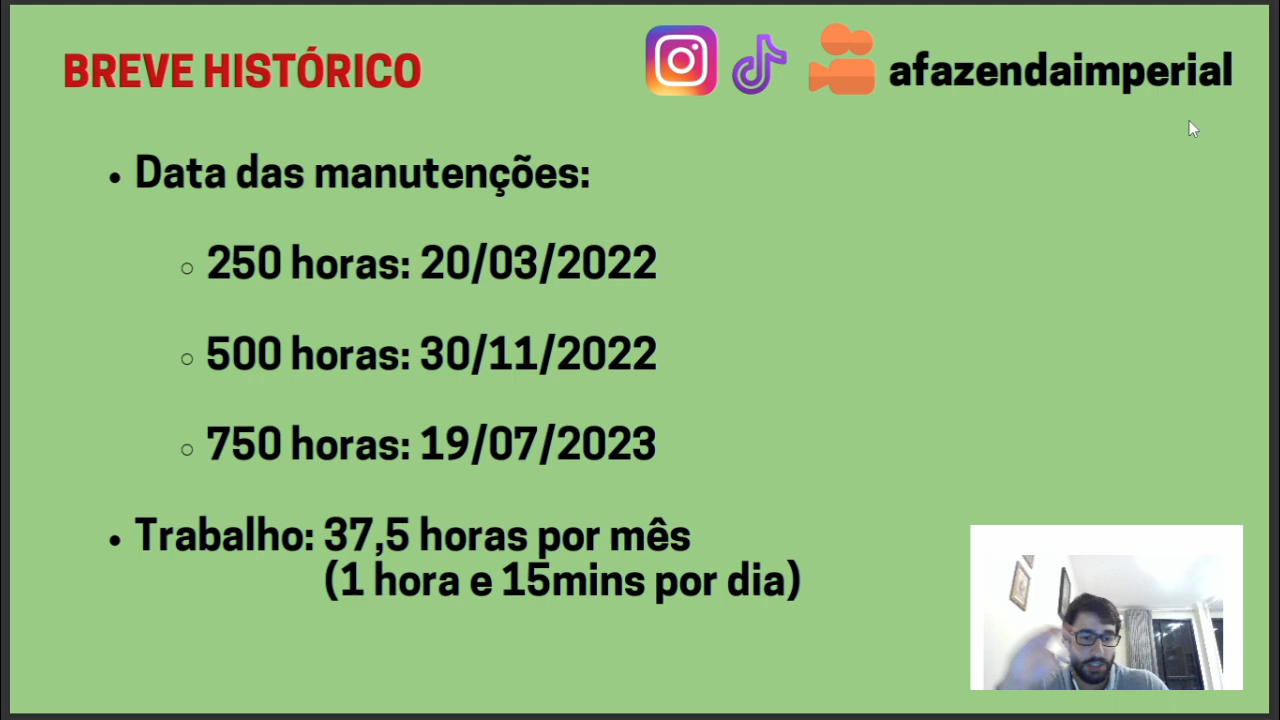 BREVE HISTÓRICO
afazendaimperial
Data das manutenções:
250 horas: 20/03/2022
500 horas: 30/11/2022
750 horas: 19/07/2023
Trabalho: 37,5 horas por mês
(1 hora e 15mins por dia)